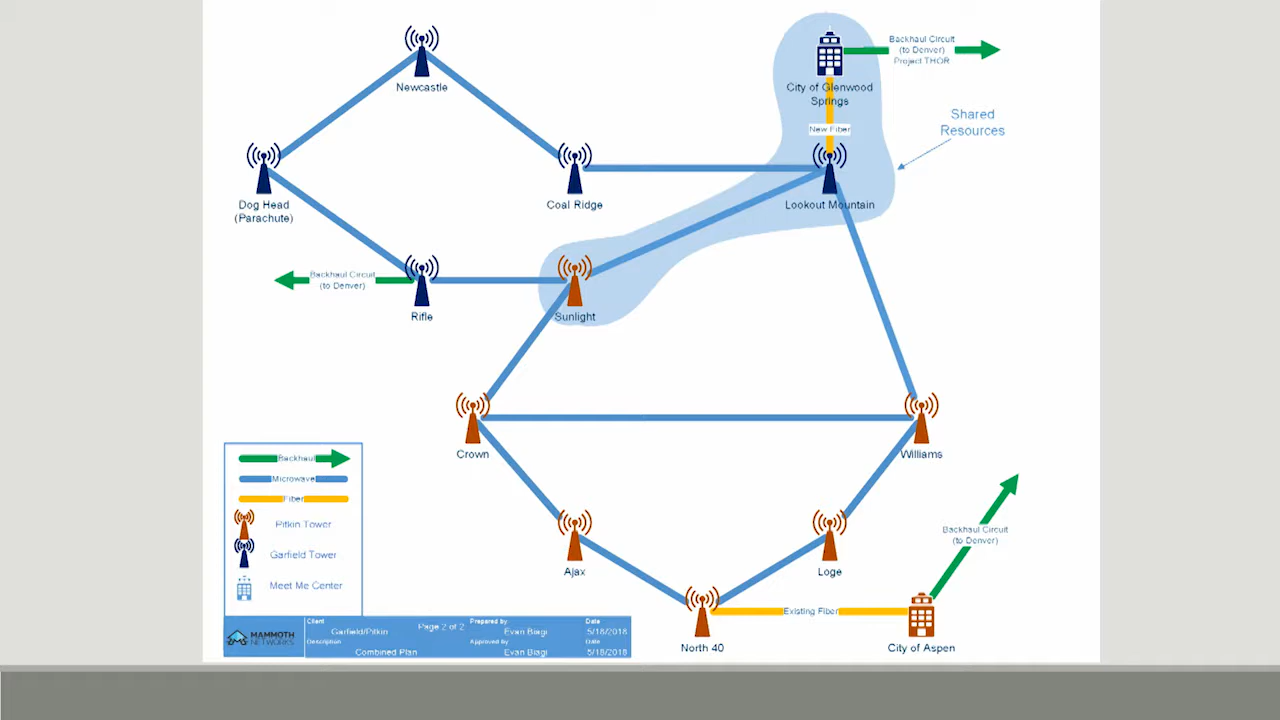 Newcastle
Backhaul Circuit
(to Denver)
Project THOR
City of Glenwood
Springs
New Fiber
Shared
Resources
Dog Head
(Parachute)
Coal Ridge
Lookout Mountain
Backhaul Circuit
(to Denver)
Rifle
Sunlight
Crown
Williams
Backhaul
Microwave
Fiber
Pitkin Tower
Garfield Tower
Meet Me Center
Ajax
Loge
Backhaul Circuit
(to Denver)
Existing Fiber
North 40
City of Aspen
MAMMOTH
NETWORKS
Client
Garfield/Pitkin
Page 2 of 2
Prepared by
Evan Biagi
Date
5/18/2018
Description
Combined Plan
Approved by
Evan Biagi
Date
5/18/2018